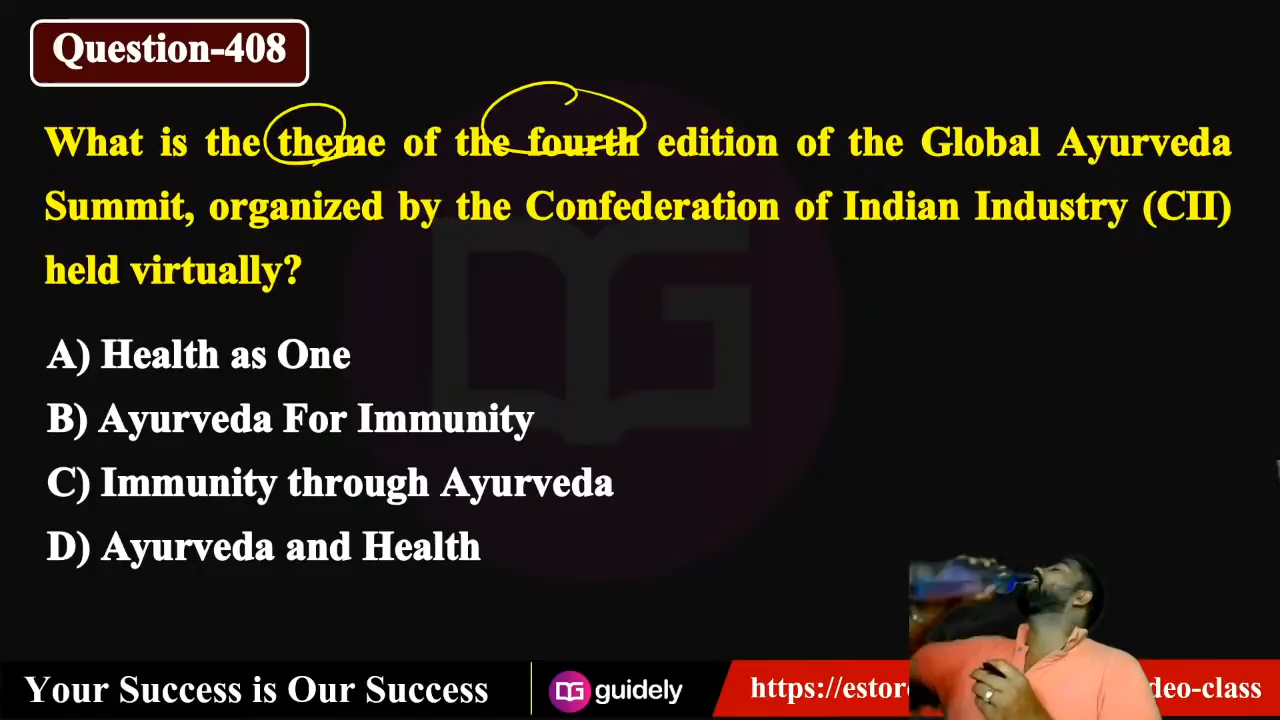 Question-408
What is the theme of the fourth edition of the Global Ayurveda
Summit, organized by the Confederation of Indian Industry (CII)
held virtually?
A) Health as One
B) Ayurveda For Immunity
C) Immunity through Ayurveda
D) Ayurveda and Health
Your Success is Our Success
guidely
https://estor
deo-class